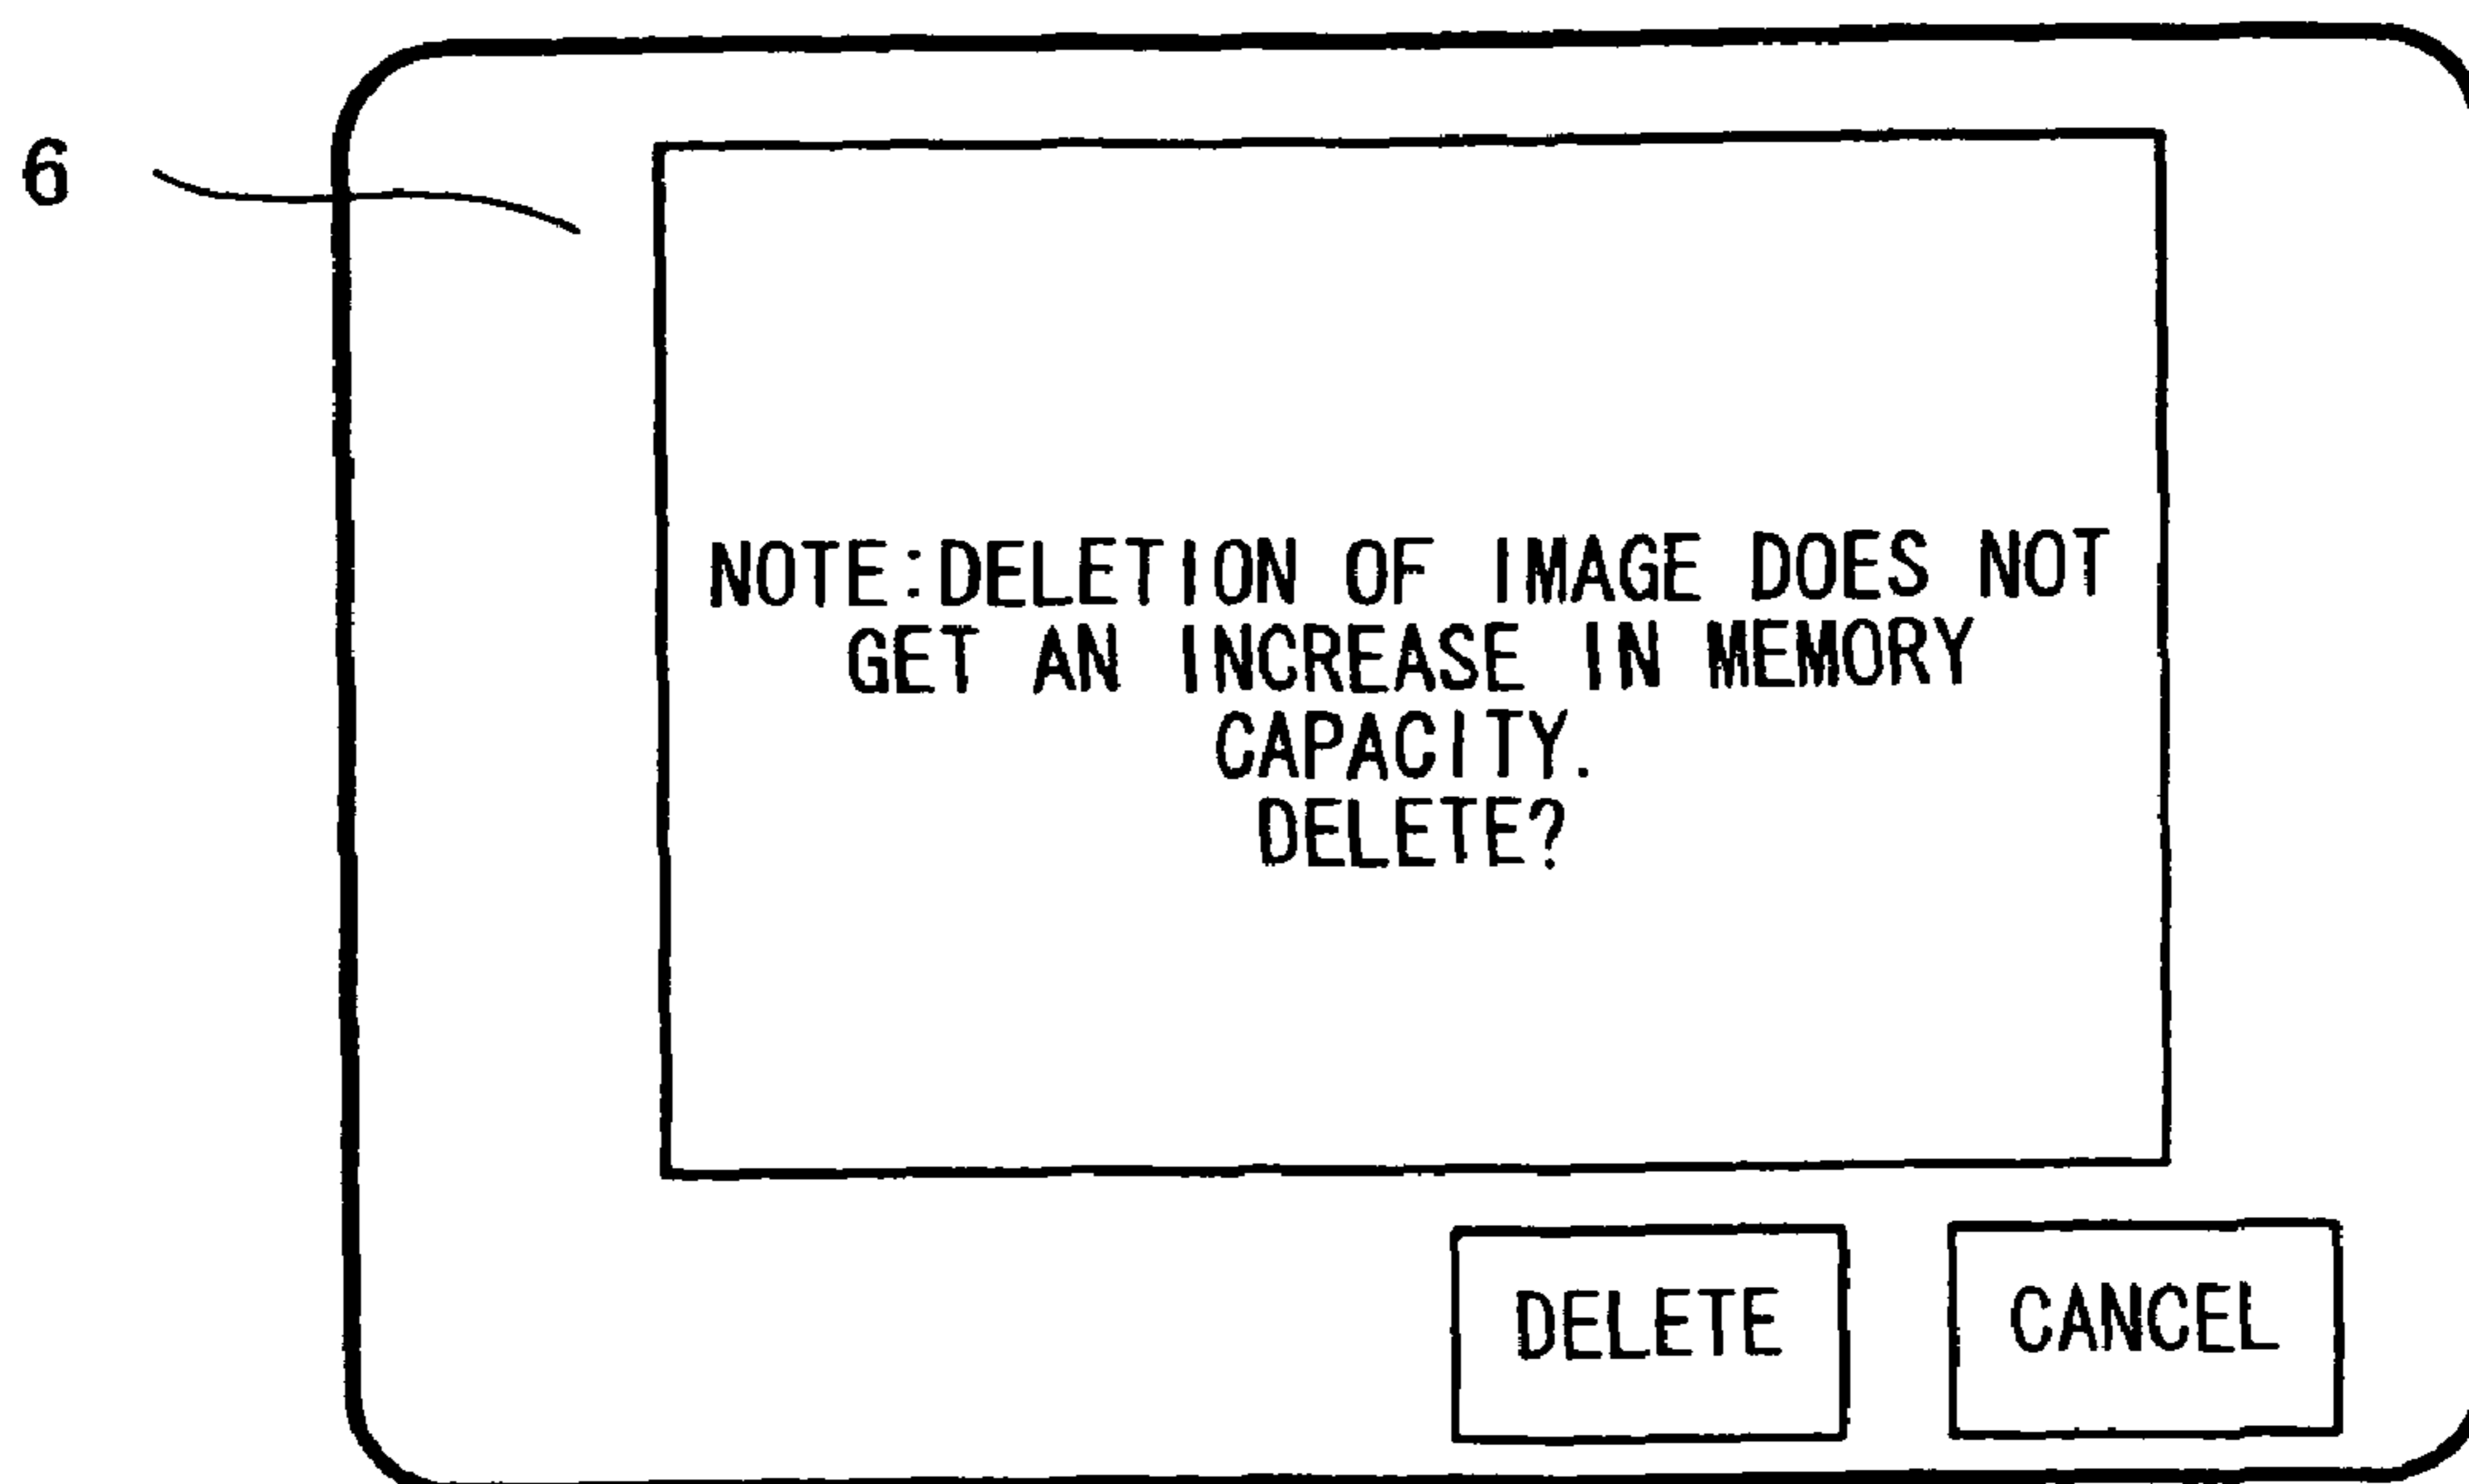 6
NOTE:DELETION OF IMAGE DOES NOT
GET AN INCREASE IN MEMORY
CAPACITY.
DELETE?
DELETE CANCEL